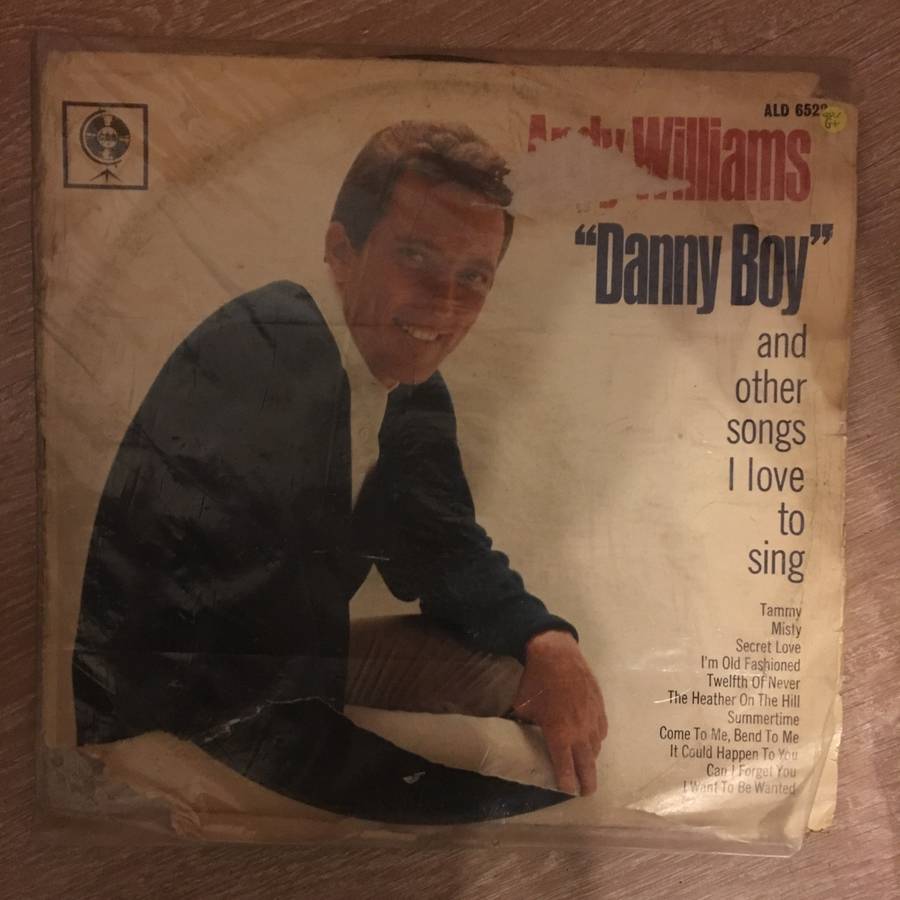 ALD 652
Andy Williams
“Danny Boy”
and
other
songs
I love
to
sing
Tammy
Misty
Secret Love
I'm Old Fashioned
Twelfth Of Never
The Heather On The Hill
Summertime
Come To Me, Bend To Me
It Could Happen To You
Can I Forget You
I Want To Be Wanted